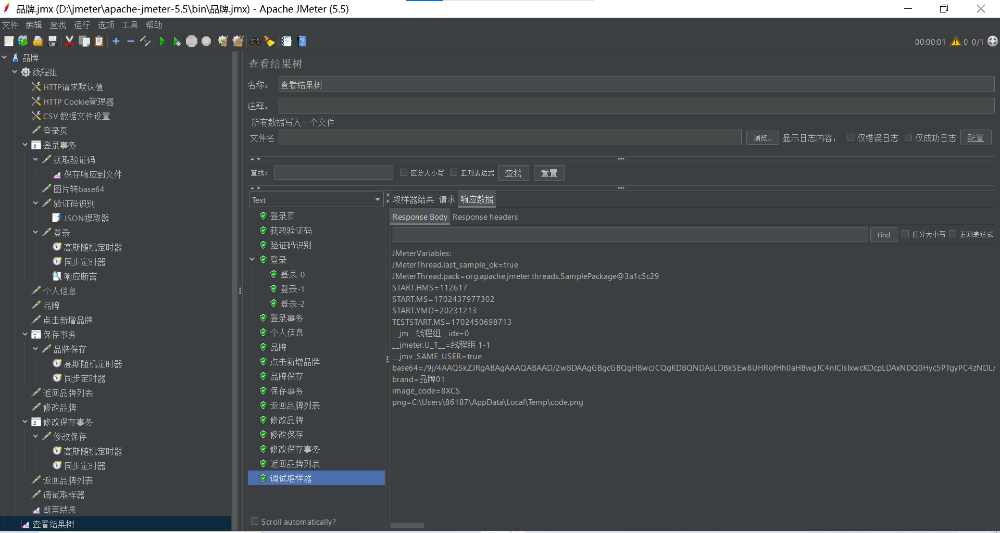 品牌.jmx (D:\jmeter\apache-jmeter-5.5\bin\品牌.jmx) - Apache JMeter (5.5)
文件 编辑 查找 运行 选项 工具 帮助
00:00:01 0 0/1
品牌
线程组
HTTP请求默认值
HTTP Cookie管理器
CSV 数据文件设置
登录页
登录事务
获取验证码
保存响应到文件
图片转base64
验证码识别
JSON提取器
登录
高斯随机定时器
同步定时器
响应断言
个人信息
品牌
点击新增品牌
保存事务
品牌保存
高斯随机定时器
同步定时器
返回品牌列表
修改品牌
修改保存事务
修改保存
高斯随机定时器
同步定时器
返回品牌列表
调试取样器
断言结果
查看结果树
查看结果树
名称： 查看结果树
注释：
所有数据写入一个文件
文件名 浏览... 显示日志内容： 仅错误日志 仅成功日志 配置
查找： 区分大小写 正则表达式 查找 重置
Text
登录页
获取验证码
验证码识别
登录
登录-0
登录-1
登录-2
登录事务
个人信息
品牌
点击新增品牌
品牌保存
保存事务
返回品牌列表
修改品牌
修改保存
修改保存事务
返回品牌列表
调试取样器
Scroll automatically?
取样器结果 请求 响应数据
Response Body Response headers
Find 区分大小写 正则表达式
JMeterVariables:
JMeterThread.last_sample_ok=true
JMeterThread.pack=org.apache.jmeter.threads.SamplePackage@3a1c5c29
START.HMS=112617
START.MS=1702437977302
START.YMD=20231213
TESTSTART.MS=1702450698713
__jm__线程组__idx=0
__jmeter.U_T__=线程组 1-1
__jmv_SAME_USER=true
base64=/9j/4AAQSkZJRgABAgAAAQABAAD/2wBDAAgGBgcGBQgHBwcJCQgKDBQNDAsLDBkSEw8UHRofHh0aHBwgJC4nICIsIxwcKDcpLDAxNDQ0Hyc5PTgyPC4zNDL/
brand=品牌01
image_code=8XCS
png=C:\Users\86187\AppData\Local\Temp\code.png